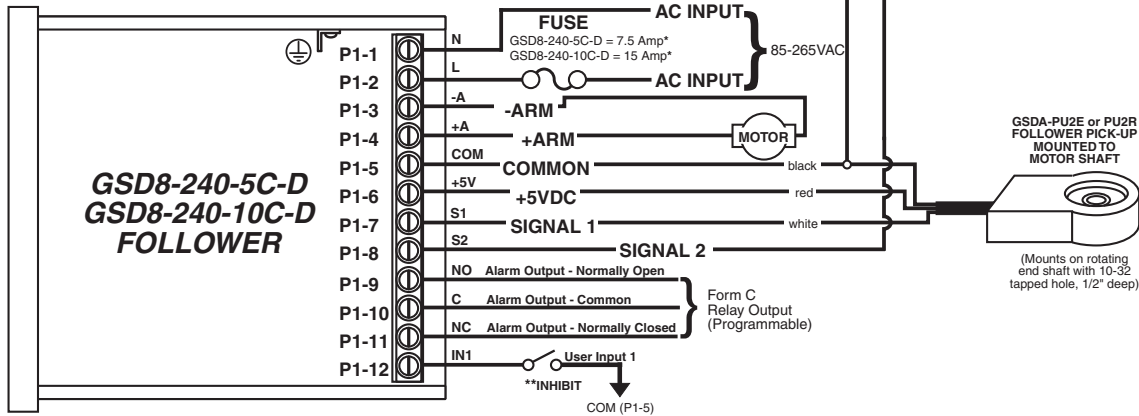 AC INPUT
FUSE
GSD8-240-5C-D = 7.5 Amp*
GSD8-240-10C-D = 15 Amp*
85-265VAC
AC INPUT
P1-1
N
P1-2
L
P1-3
-A
-ARM
P1-4
+A
+ARM
MOTOR
P1-5
COM
COMMON
black
P1-6
+5V
+5VDC
red
P1-7
S1
SIGNAL 1
white
P1-8
S2
SIGNAL 2
P1-9
NO
Alarm Output - Normally Open
P1-10
C
Alarm Output - Common
P1-11
NC
Alarm Output - Normally Closed
P1-12
IN1
User Input 1
**INHIBIT
COM (P1-5)
Form C
Relay Output
(Programmable)
GSD8-240-5C-D
GSD8-240-10C-D
FOLLOWER
GSDA-PU2E or PU2R
FOLLOWER PICK-UP
MOUNTED TO
MOTOR SHAFT
(Mounts on rotating
end shaft with 10-32
tapped hole, 1/2" deep)